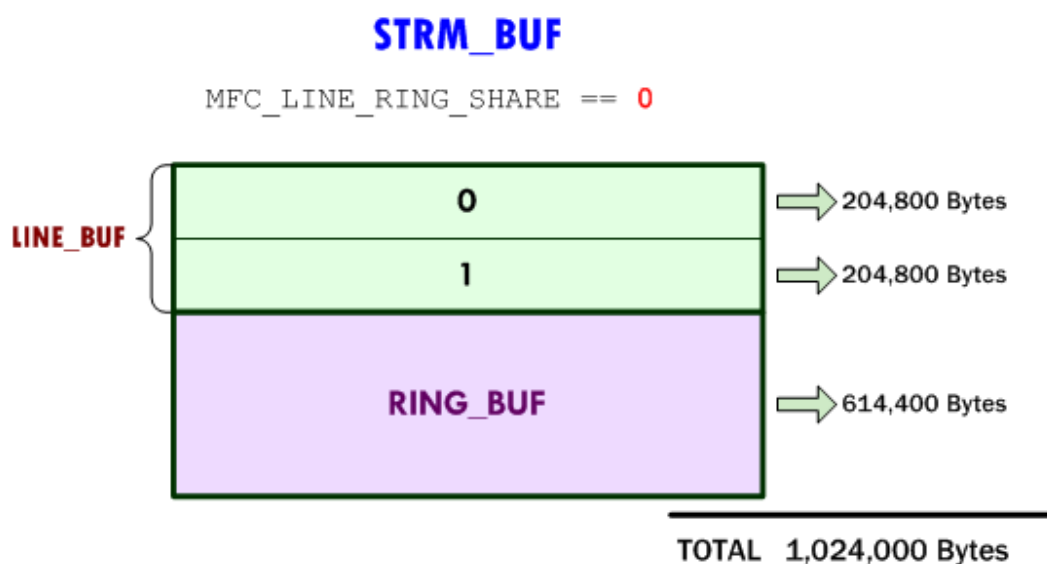 STRM_BUF
MFC_LINE_RING_SHARE == 0
LINE_BUF
0
204,800 Bytes
1
204,800 Bytes
RING_BUF
614,400 Bytes
TOTAL 1,024,000 Bytes